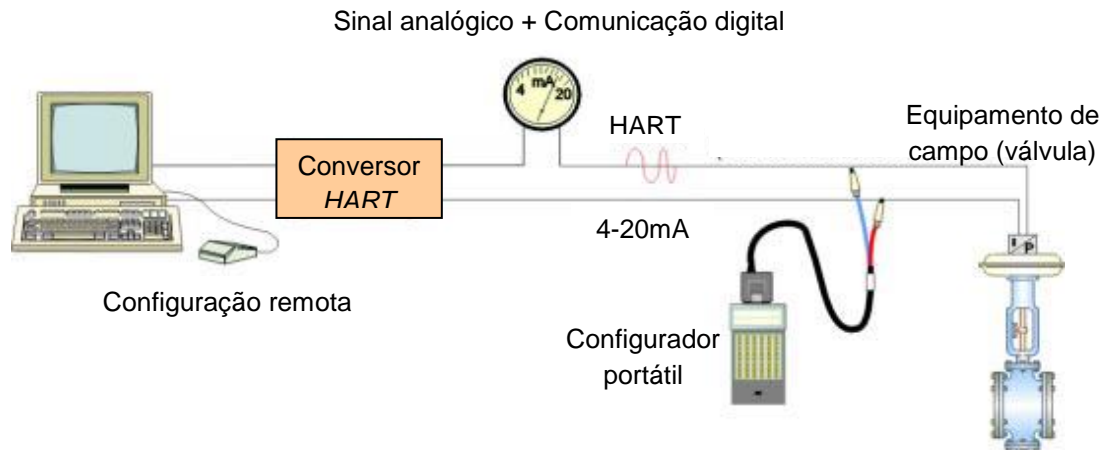 Sinal analógico + Comunicação digital
4 mA 20
HART
Equipamento de
campo (válvula)
Conversor
HART
4-20mA
I/P
Configuração remota
Configurador
portátil